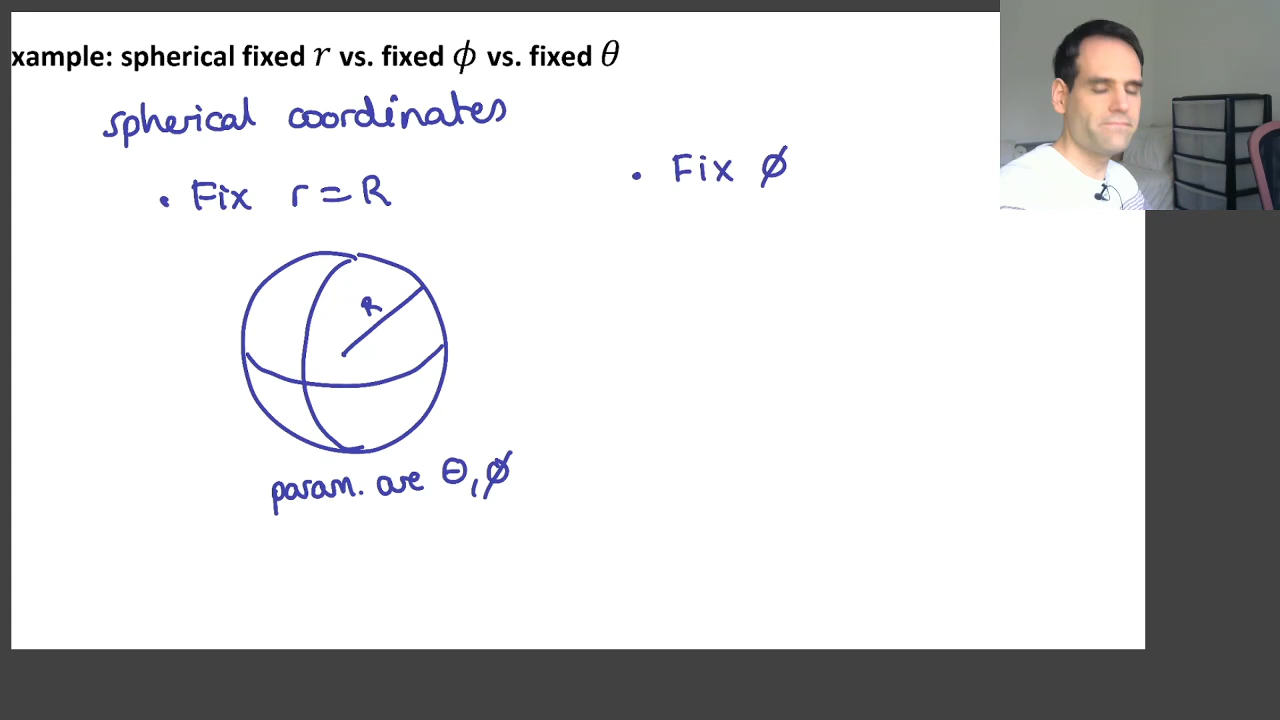 xample: spherical fixed r vs. fixed ϕ vs. fixed θ
spherical coordinates
• Fix r = R
• Fix ϕ
R
param. are θ, ϕ